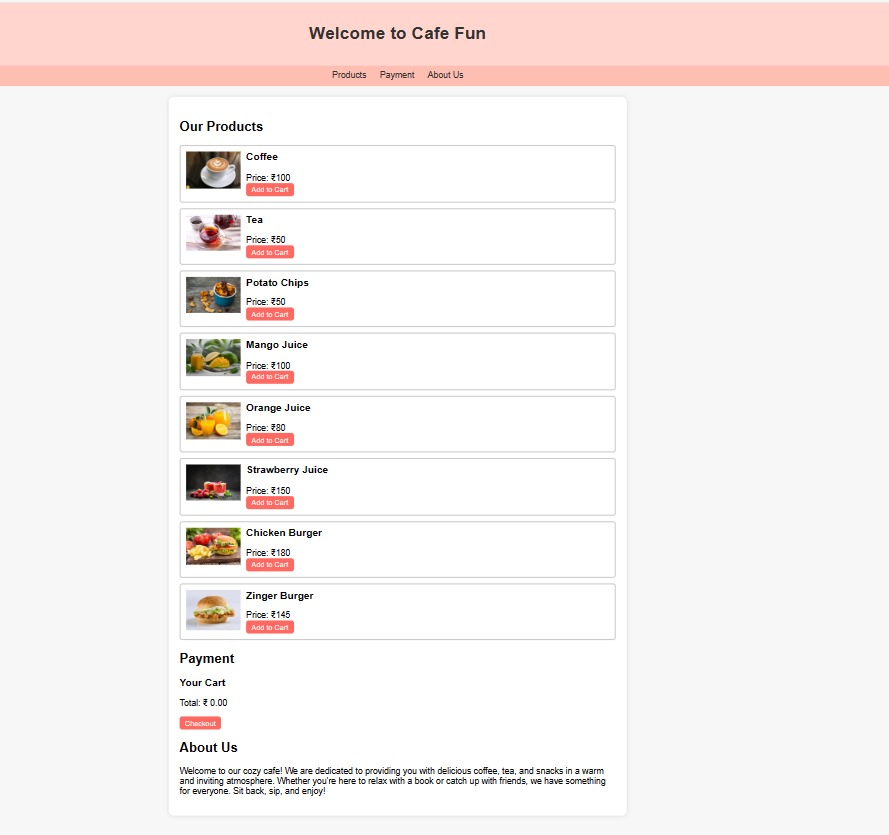 Welcome to Cafe Fun
Products Payment About Us
Our Products
Coffee
Price: ₹100
Add to Cart
Tea
Price: ₹50
Add to Cart
Potato Chips
Price: ₹50
Add to Cart
Mango Juice
Price: ₹100
Add to Cart
Orange Juice
Price: ₹80
Add to Cart
Strawberry Juice
Price: ₹150
Add to Cart
Chicken Burger
Price: ₹180
Add to Cart
Zinger Burger
Price: ₹145
Add to Cart
Payment
Your Cart
Total: ₹ 0.00
Checkout
About Us
Welcome to our cozy cafe! We are dedicated to providing you with delicious coffee, tea, and snacks in a warm
and inviting atmosphere. Whether you're here to relax with a book or catch up with friends, we have something
for everyone. Sit back, sip, and enjoy!